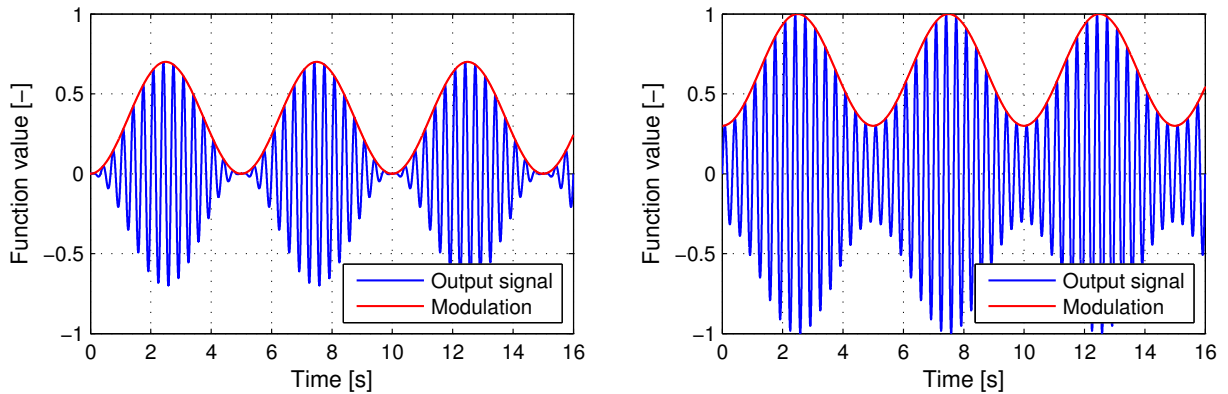 1
0.5
0
−0.5
−1
Function value [−]
0 2 4 6 8 10 12 14 16
Time [s]
Output signal
Modulation
1
0.5
0
−0.5
−1
Function value [−]
0 2 4 6 8 10 12 14 16
Time [s]
Output signal
Modulation